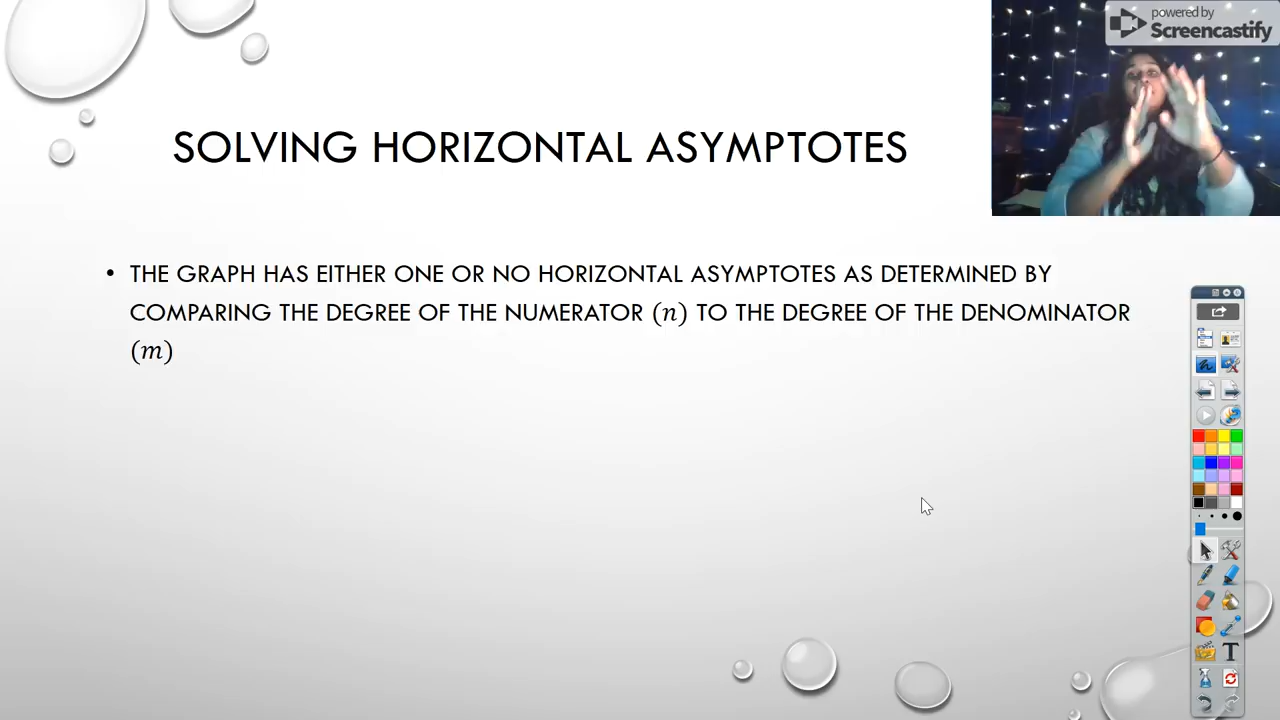 powered by
Screencastify
SOLVING HORIZONTAL ASYMPTOTES
• THE GRAPH HAS EITHER ONE OR NO HORIZONTAL ASYMPTOTES AS DETERMINED BY
COMPARING THE DEGREE OF THE NUMERATOR (n) TO THE DEGREE OF THE DENOMINATOR
(m)